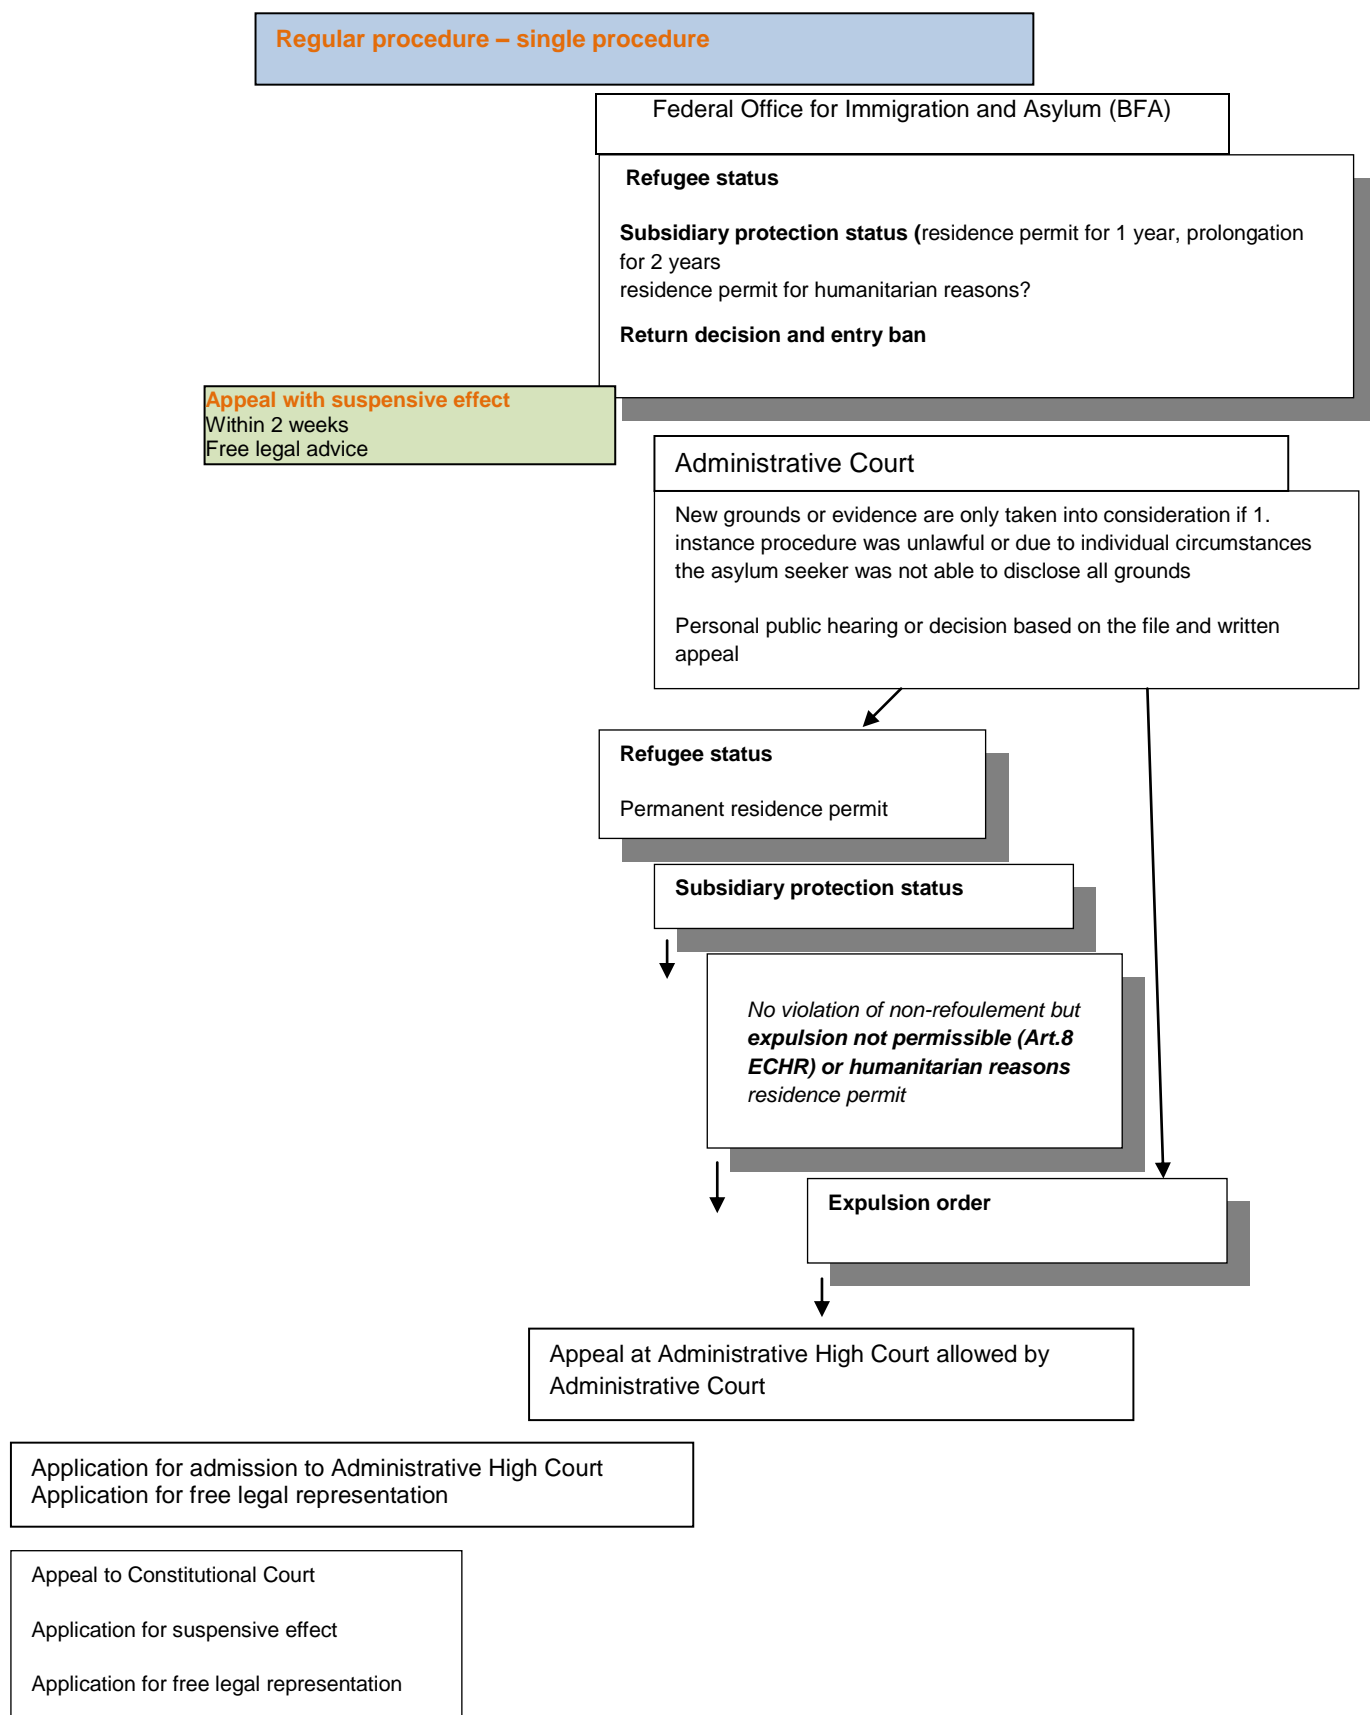 Regular procedure – single procedure
Federal Office for Immigration and Asylum (BFA)
Refugee status
Subsidiary protection status (residence permit for 1 year, prolongation
for 2 years
residence permit for humanitarian reasons?
Return decision and entry ban
Appeal with suspensive effect
Within 2 weeks
Free legal advice
Administrative Court
New grounds or evidence are only taken into consideration if 1.
instance procedure was unlawful or due to individual circumstances
the asylum seeker was not able to disclose all grounds
Personal public hearing or decision based on the file and written
appeal
Refugee status
Permanent residence permit
Subsidiary protection status
No violation of non-refoulement but
expulsion not permissible (Art.8
ECHR) or humanitarian reasons
residence permit
Expulsion order
Appeal at Administrative High Court allowed by
Administrative Court
Application for admission to Administrative High Court
Application for free legal representation
Appeal to Constitutional Court
Application for suspensive effect
Application for free legal representation